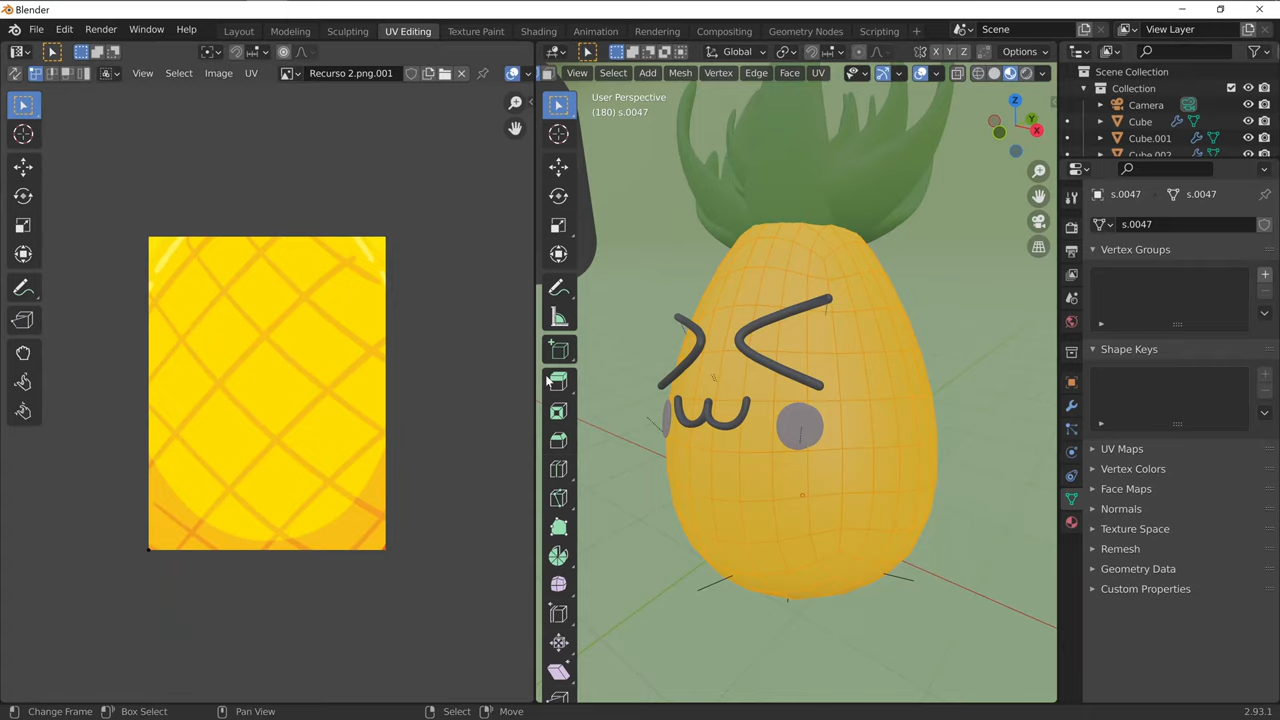 Blender
File Edit Render Window Help
Layout Modeling Sculpting UV Editing Texture Paint Shading Animation Rendering Compositing Geometry Nodes Scripting +
Scene
View Layer
Global
Options
View Select Image UV
Recurso 2.png.001
View Select Add Mesh Vertex Edge Face UV
X Y Z
User Perspective
(180) s.0047
Z
Y
X
Scene Collection
Collection
Camera
Cube
Cube.001
Cube.002
s.0047
s.0047
s.0047
Vertex Groups
Shape Keys
UV Maps
Vertex Colors
Face Maps
Normals
Texture Space
Remesh
Geometry Data
Custom Properties
Change Frame
Box Select
Pan View
Select
Move
2.93.1